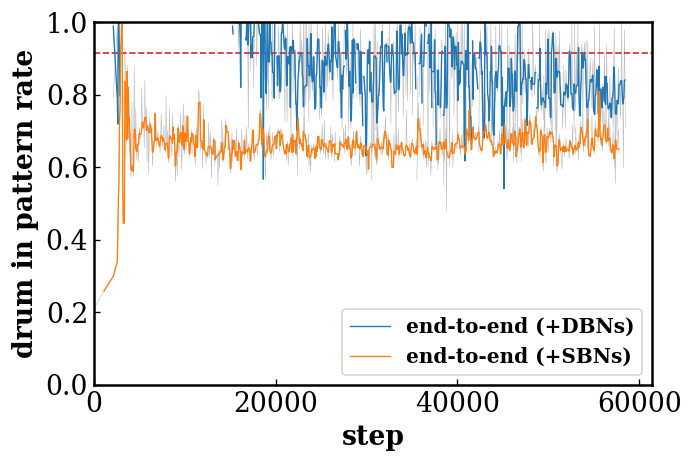 drum in pattern rate
1.0
0.8
0.6
0.4
0.2
0.0
0
20000
40000
60000
step
end-to-end (+DBNs)
end-to-end (+SBNs)